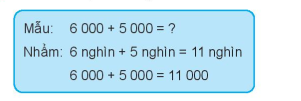 Mẫu: 6 000 + 5 000 = ?
Nhẩm: 6 nghìn + 5 nghìn = 11 nghìn
6 000 + 5 000 = 11 000